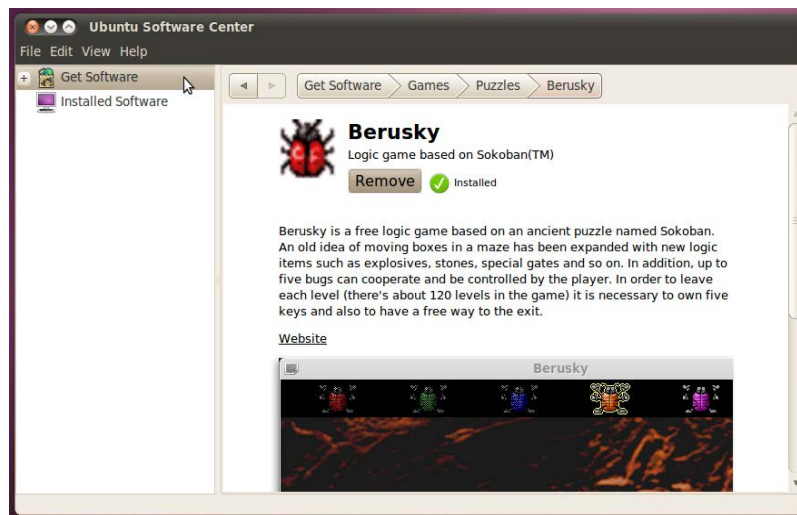 Ubuntu Software Center
File Edit View Help
Get Software
Installed Software
Get Software Games Puzzles Berusky
Berusky
Logic game based on Sokoban(TM)
Remove Installed
Berusky is a free logic game based on an ancient puzzle named Sokoban.
An old idea of moving boxes in a maze has been expanded with new logic
items such as explosives, stones, special gates and so on. In addition, up to
five bugs can cooperate and be controlled by the player. In order to leave
each level (there's about 120 levels in the game) it is necessary to own five
keys and also to have a free way to the exit.
Website
Berusky